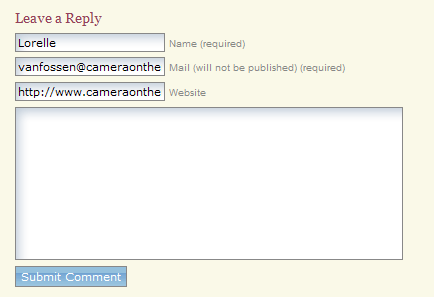 Leave a Reply
Lorelle Name (required)
vanfossen@cameraonthe Mail (will not be published) (required)
http://www.cameraonthe Website
Submit Comment